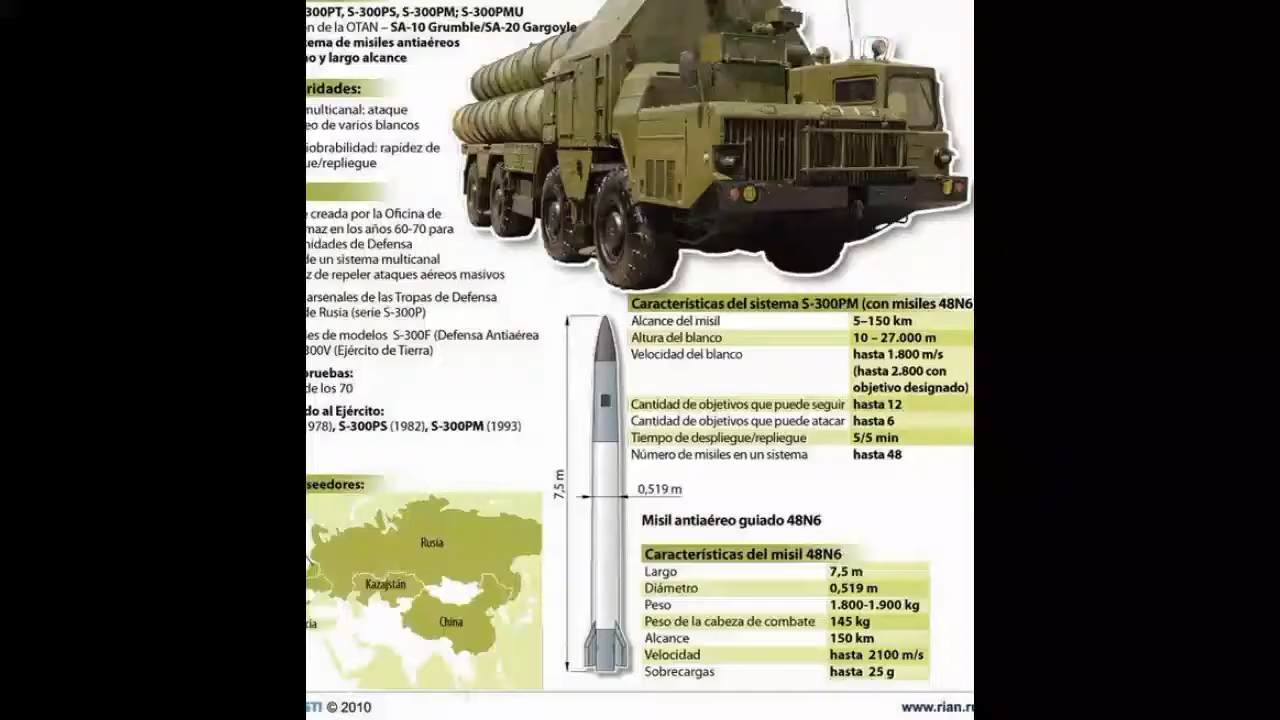 300PT, S-300PS, S-300PM; S-300PMU
n de la OTAN – SA-10 Grumble/SA-20 Gargoyle
ema de misiles antiaéreos
o y largo alcance
ridades:
multicanal: ataque
eo de varios blancos
iobrabilidad: rapidez de
ue/repliegue
creada por la Oficina de
maz en los años 60-70 para
nidades de Defensa
de un sistema multicanal
z de repeler ataques aéreos masivos
arsenales de las Tropas de Defensa
de Rusia (serie S-300P)
es de modelos S-300F (Defensa Antiaérea
300V (Ejército de Tierra)
pruebas:
de los 70
do al Ejército:
978), S-300PS (1982), S-300PM (1993)
seedores:
Rusia
Kazajstán
China
cia
7,5 m
0,519 m
Características del sistema S-300PM (con misiles 48N6
Alcance del misil 5–150 km
Altura del blanco 10 – 27.000 m
Velocidad del blanco hasta 1.800 m/s
(hasta 2.800 con
objetivo designado)
Cantidad de objetivos que puede seguir hasta 12
Cantidad de objetivos que puede atacar hasta 6
Tiempo de despliegue/repliegue 5/5 min
Número de misiles en un sistema hasta 48
Misil antiaéreo guiado 48N6
Características del misil 48N6
Largo 7,5 m
Diámetro 0,519 m
Peso 1.800-1.900 kg
Peso de la cabeza de combate 145 kg
Alcance 150 km
Velocidad hasta 2100 m/s
Sobrecargas hasta 25 g
© 2010
www.rian.ru